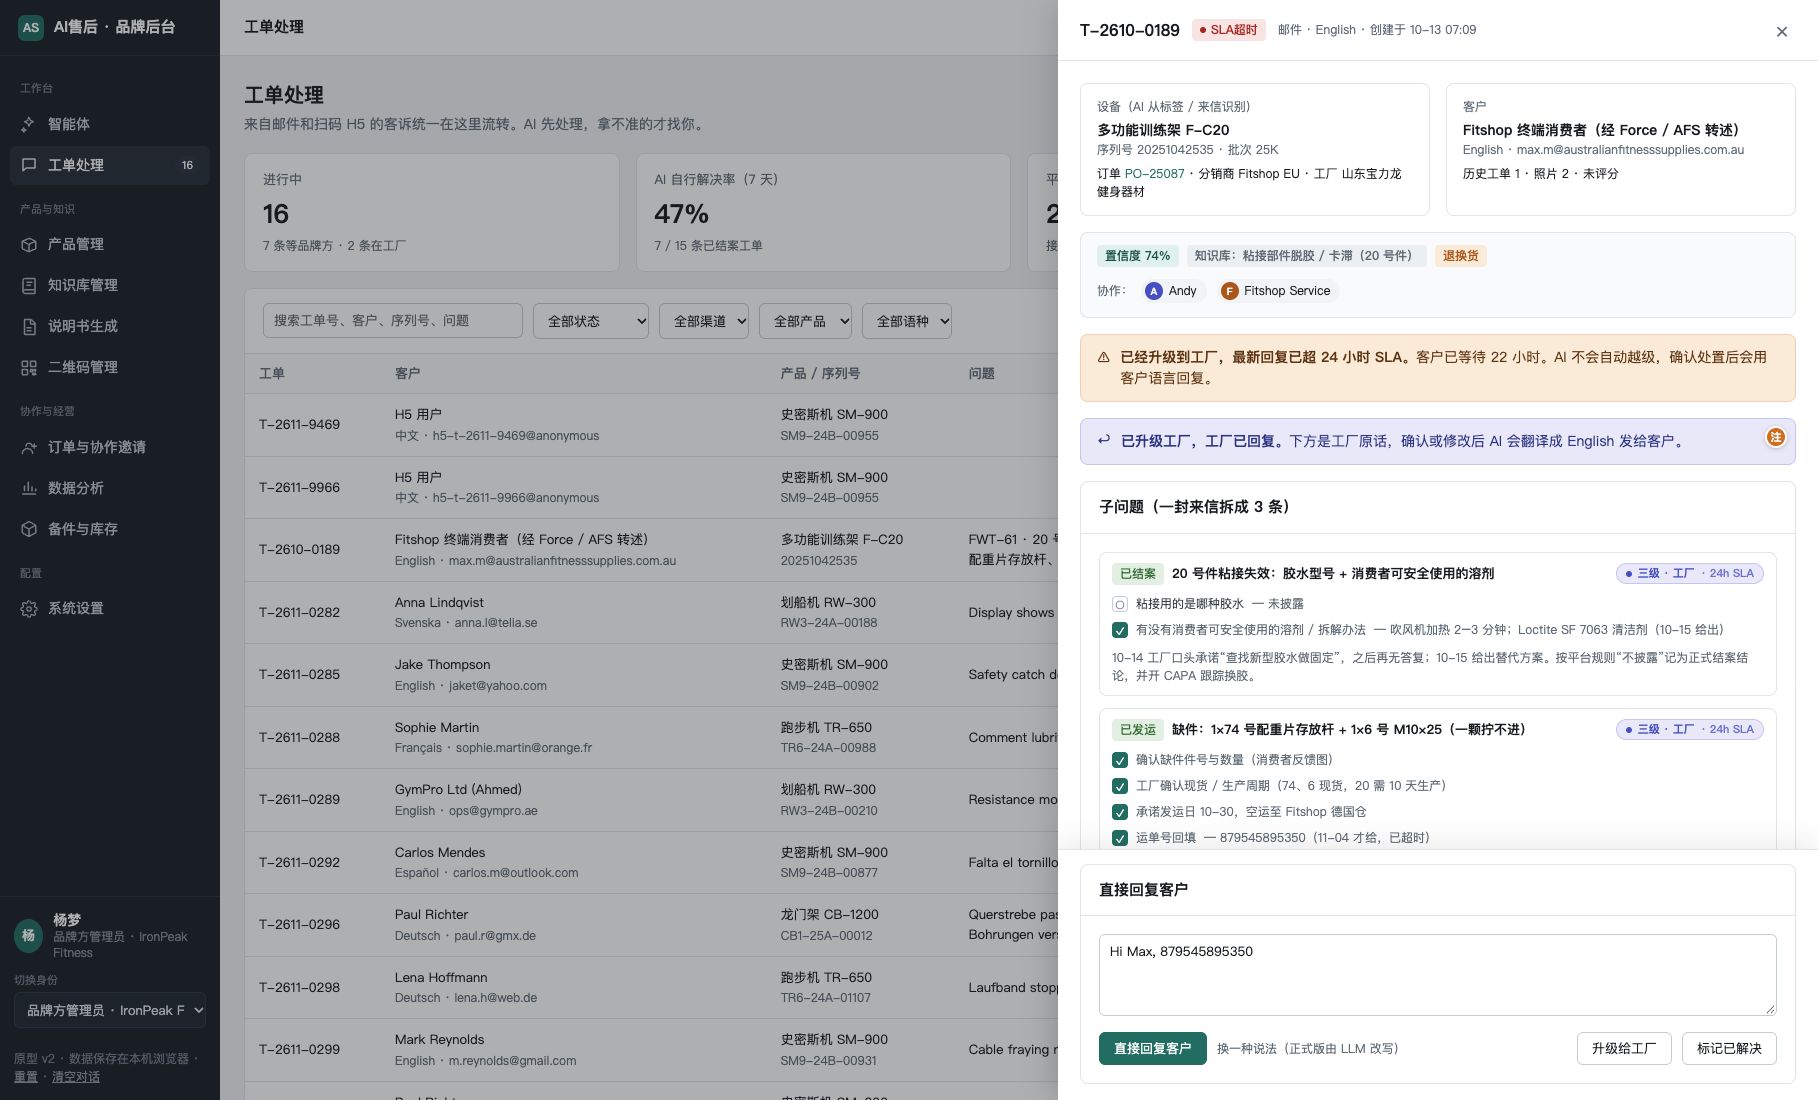 AS AI售后 · 品牌后台
工作台
智能体
工单处理 16
产品与知识
产品管理
知识库管理
说明书生成
二维码管理
协作与经营
订单与协作邀请
数据分析
备件与库存
配置
系统设置
杨 杨梦
品牌方管理员 · IronPeak
Fitness
切换身份
品牌方管理员 · IronPeak F
原型 v2 · 数据保存在本机浏览器 ·
重置 · 清空对话
工单处理
工单处理
来自邮件和扫码 H5 的客诉统一在这里流转。AI 先处理，拿不准的才找你。
进行中
16
7 条等品牌方 · 2 条在工厂
AI 自行解决率（7 天）
47%
7 / 15 条已结案工单
平
2
接
搜索工单号、客户、序列号、问题 全部状态 全部渠道 全部产品 全部语种
工单 客户 产品 / 序列号 问题
T-2611-9469 H5 用户 史密斯机 SM-900
中文 · h5-t-2611-9469@anonymous SM9-24B-00955
T-2611-9966 H5 用户 史密斯机 SM-900
中文 · h5-t-2611-9966@anonymous SM9-24B-00955
T-2610-0189 Fitshop 终端消费者（经 Force / AFS 转述） 多功能训练架 F-C20 FWT-61 · 20
English · max.m@australianfitnesssupplies.com.au 20251042535 配重片存放杆、
T-2611-0282 Anna Lindqvist 划船机 RW-300 Display shows
Svenska · anna.l@telia.se RW3-24A-00188
T-2611-0285 Jake Thompson 史密斯机 SM-900 Safety catch d
English · jaket@yahoo.com SM9-24B-00902
T-2611-0288 Sophie Martin 跑步机 TR-650 Comment lubri
Français · sophie.martin@orange.fr TR6-24A-00988
T-2611-0289 GymPro Ltd (Ahmed) 划船机 RW-300 Resistance mo
English · ops@gympro.ae RW3-24B-00210
T-2611-0292 Carlos Mendes 史密斯机 SM-900 Falta el tornillo
Español · carlos.m@outlook.com SM9-24B-00877
T-2611-0296 Paul Richter 龙门架 CB-1200 Querstrebe pas
Deutsch · paul.r@gmx.de CB1-25A-00012 Bohrungen vers
T-2611-0298 Lena Hoffmann 跑步机 TR-650 Laufband stopp
Deutsch · lena.h@web.de TR6-24A-01107
T-2611-0299 Mark Reynolds 史密斯机 SM-900 Cable fraying r
English · m.reynolds@gmail.com SM9-24B-00931
T-2610-0189 SLA超时 邮件 · English · 创建于 10-13 07:09
设备（AI 从标签 / 来信识别）
多功能训练架 F-C20
序列号 20251042535 · 批次 25K
订单 PO-25087 · 分销商 Fitshop EU · 工厂 山东宝力龙
健身器材
客户
Fitshop 终端消费者（经 Force / AFS 转述）
English · max.m@australianfitnesssupplies.com.au
历史工单 1 · 照片 2 · 未评分
置信度 74% 知识库：粘接部件脱胶 / 卡滞（20 号件） 退换货
协作： A Andy F Fitshop Service
已经升级到工厂，最新回复已超 24 小时 SLA。客户已等待 22 小时。AI 不会自动越级，确认处置后会用
客户语言回复。
已升级工厂，工厂已回复。下方是工厂原话，确认或修改后 AI 会翻译成 English 发给客户。
注
子问题（一封来信拆成 3 条）
已结案 20 号件粘接失效：胶水型号 + 消费者可安全使用的溶剂 三级 · 工厂 · 24h SLA
粘接用的是哪种胶水 — 未披露
有没有消费者可安全使用的溶剂 / 拆解办法 — 吹风机加热 2–3 分钟；Loctite SF 7063 清洁剂（10-15 给出）
10-14 工厂口头承诺“查找新型胶水做固定”，之后再无答复；10-15 给出替代方案。按平台规则“不披露”记为正式结案结
论，并开 CAPA 跟踪换胶。
已发运 缺件：1×74 号配重片存放杆 + 1×6 号 M10×25（一颗拧不进） 三级 · 工厂 · 24h SLA
确认缺件件号与数量（消费者反馈图）
工厂确认现货 / 生产周期（74、6 现货，20 需 10 天生产）
承诺发运日 10-30，空运至 Fitshop 德国仓
运单号回填 — 879545895350（11-04 才给，已超时）
直接回复客户
Hi Max, 879545895350
直接回复客户 换一种说法（正式版由 LLM 改写） 升级给工厂 标记已解决